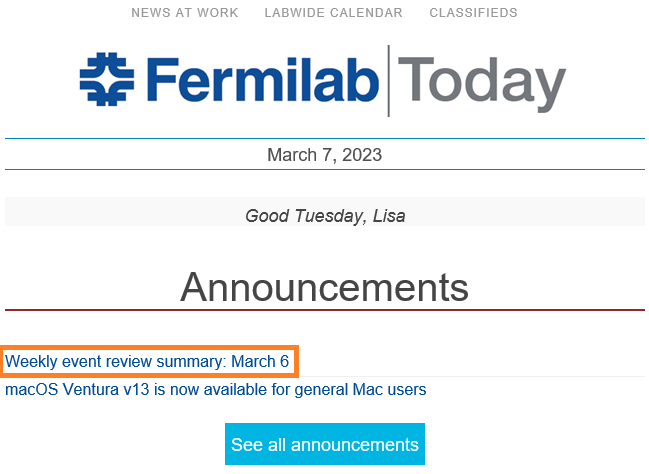 NEWS AT WORK LABWIDE CALENDAR CLASSIFIEDS
Fermilab Today
March 7, 2023
Good Tuesday, Lisa
Announcements
Weekly event review summary: March 6
macOS Ventura v13 is now available for general Mac users
See all announcements